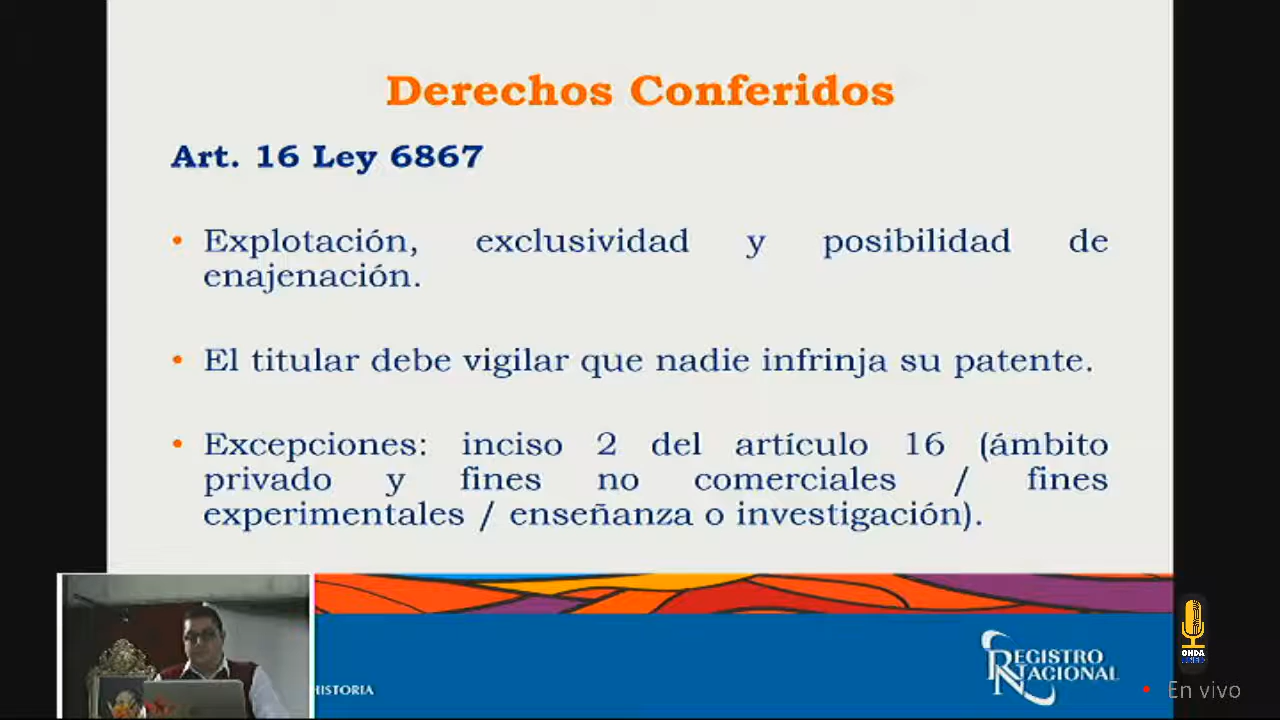 Derechos Conferidos
Art. 16 Ley 6867
• Explotación, exclusividad y posibilidad de
enajenación.
• El titular debe vigilar que nadie infrinja su patente.
• Excepciones: inciso 2 del artículo 16 (ámbito
privado y fines no comerciales / fines
experimentales / enseñanza o investigación).
HISTORIA
REGISTRO
NACIONAL
ONDA
En vivo